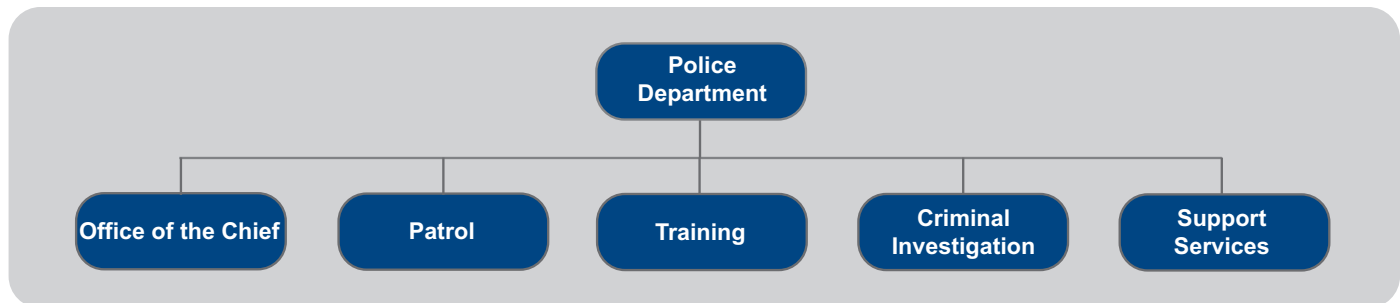 Police
Department
Office of the Chief
Patrol
Training
Criminal
Investigation
Support
Services